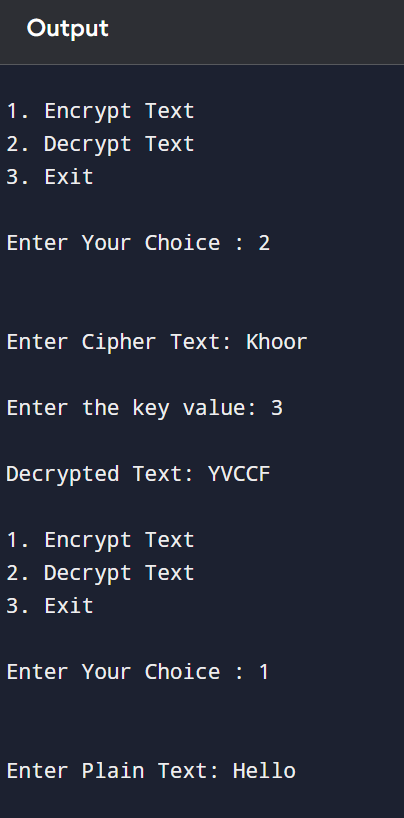 Output
1. Encrypt Text
2. Decrypt Text
3. Exit
Enter Your Choice : 2
Enter Cipher Text: Khoor
Enter the key value: 3
Decrypted Text: YVCCF
1. Encrypt Text
2. Decrypt Text
3. Exit
Enter Your Choice : 1
Enter Plain Text: Hello